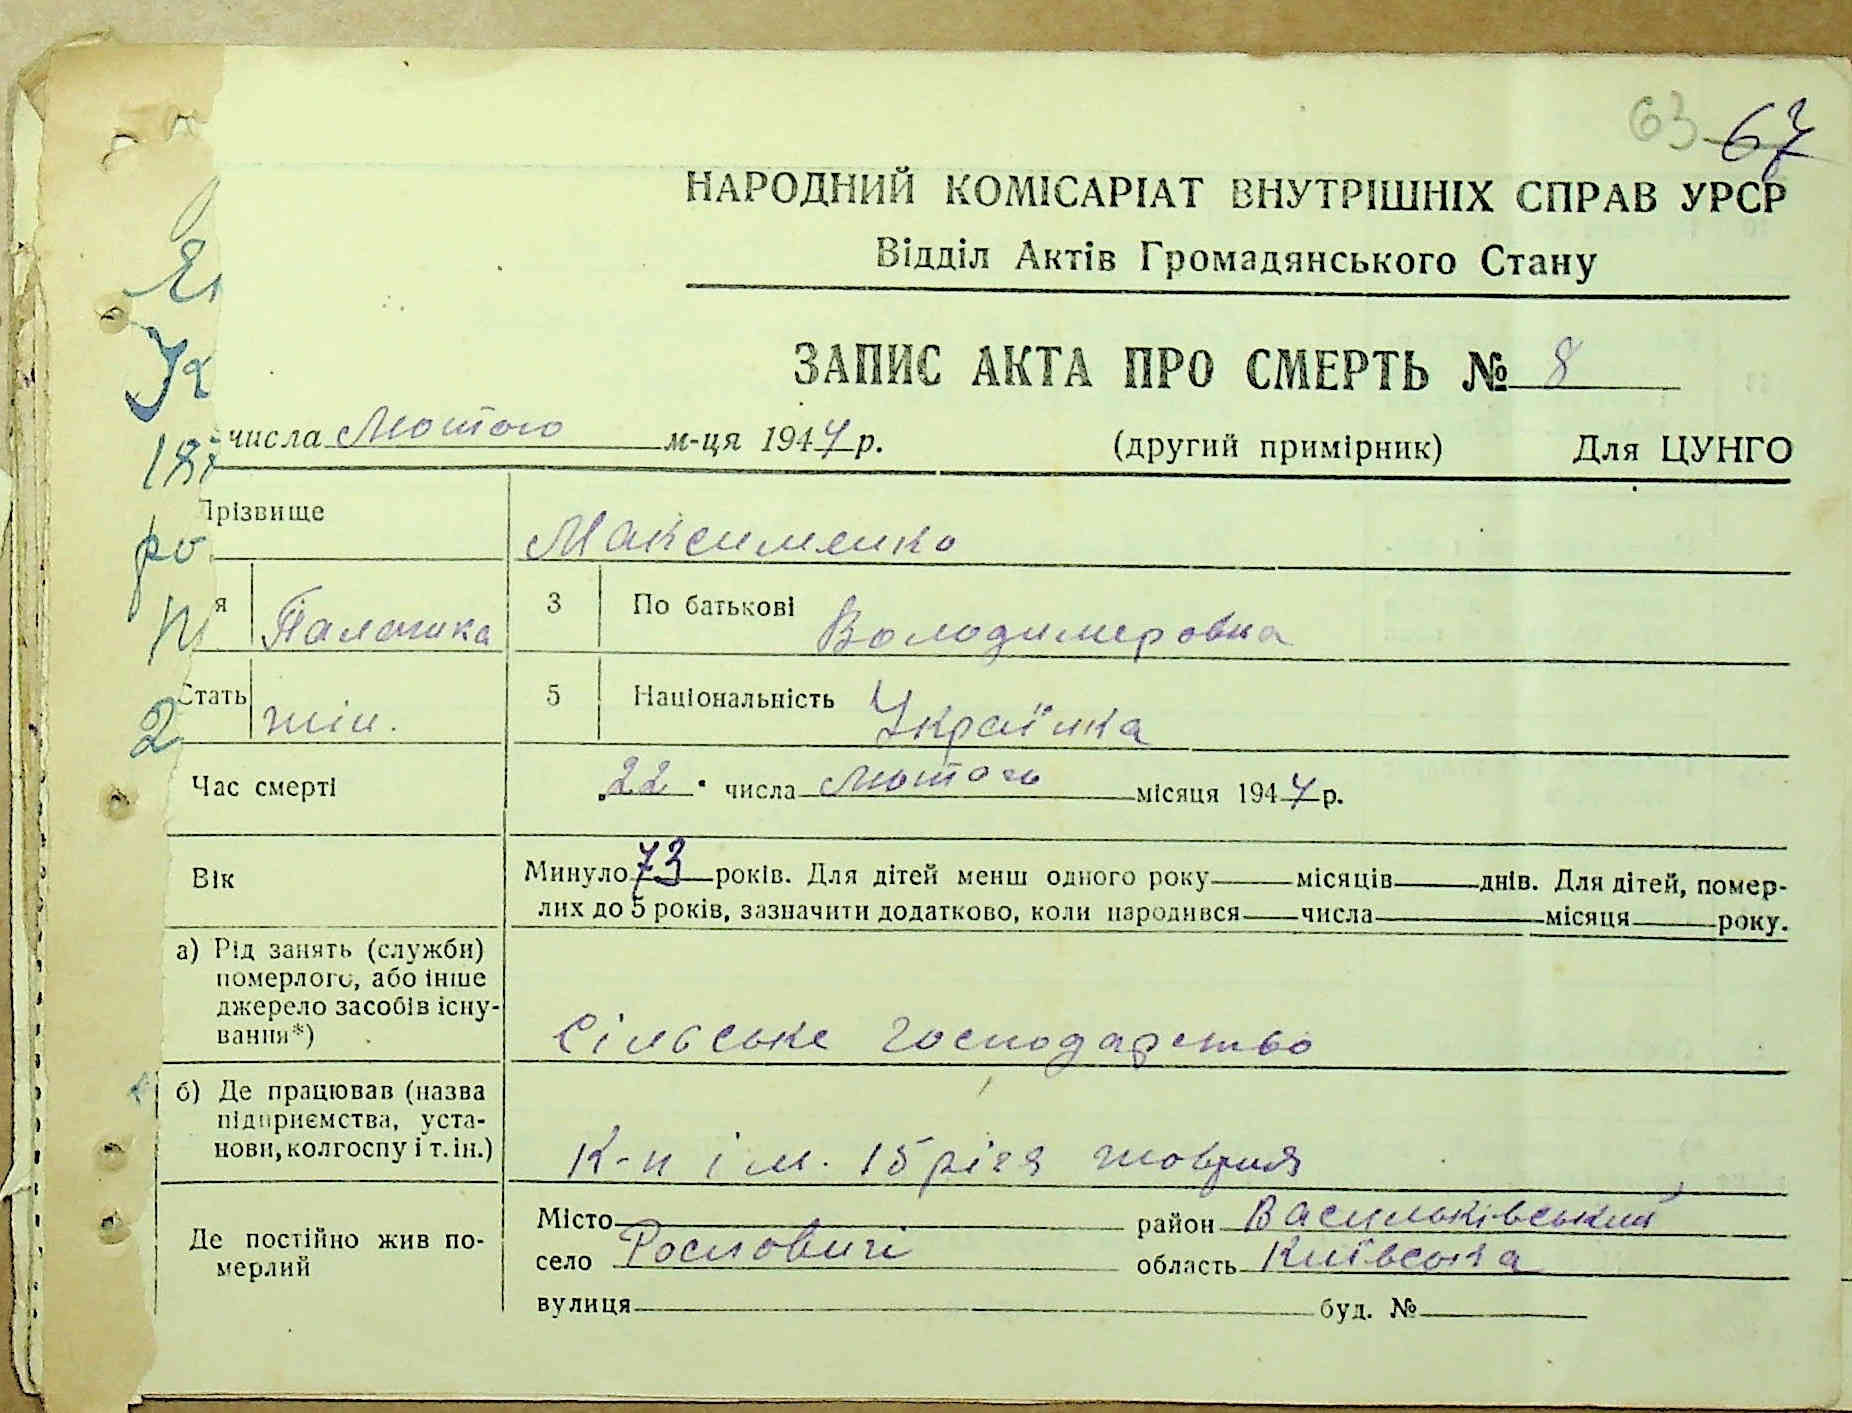 63 67
НАРОДНИЙ КОМІСАРІАТ ВНУТРІШНІХ СПРАВ УРСР
Відділ Актів Громадянського Стану
ЗАПИС АКТА ПРО СМЕРТЬ № 8
числа Лютого м-ця 1944 р.
(другий примірник) Для ЦУНГО
Прізвище Максименко
я Палашка 3 По батькові Володимеровна
Стать жін. 5 Національність Українка
Час смерті „22" числа Лютого місяця 1944 р.
Вік Минуло 73 років. Для дітей менш одного року місяців днів. Для дітей, помер-
лих до 5 років, зазначити додатково, коли народився числа місяця року.
а) Рід занять (служби)
померлого, або інше
джерело засобів існу-
вання*)
Сільське господарство
б) Де працював (назва
підприємства, уста-
нови, колгоспу і т. ін.)
К-п ім. 15 річя жовтня
Де постійно жив по-
мерлий
Місто район Васильківський
село Рословичі область Київська
вулиця буд. №